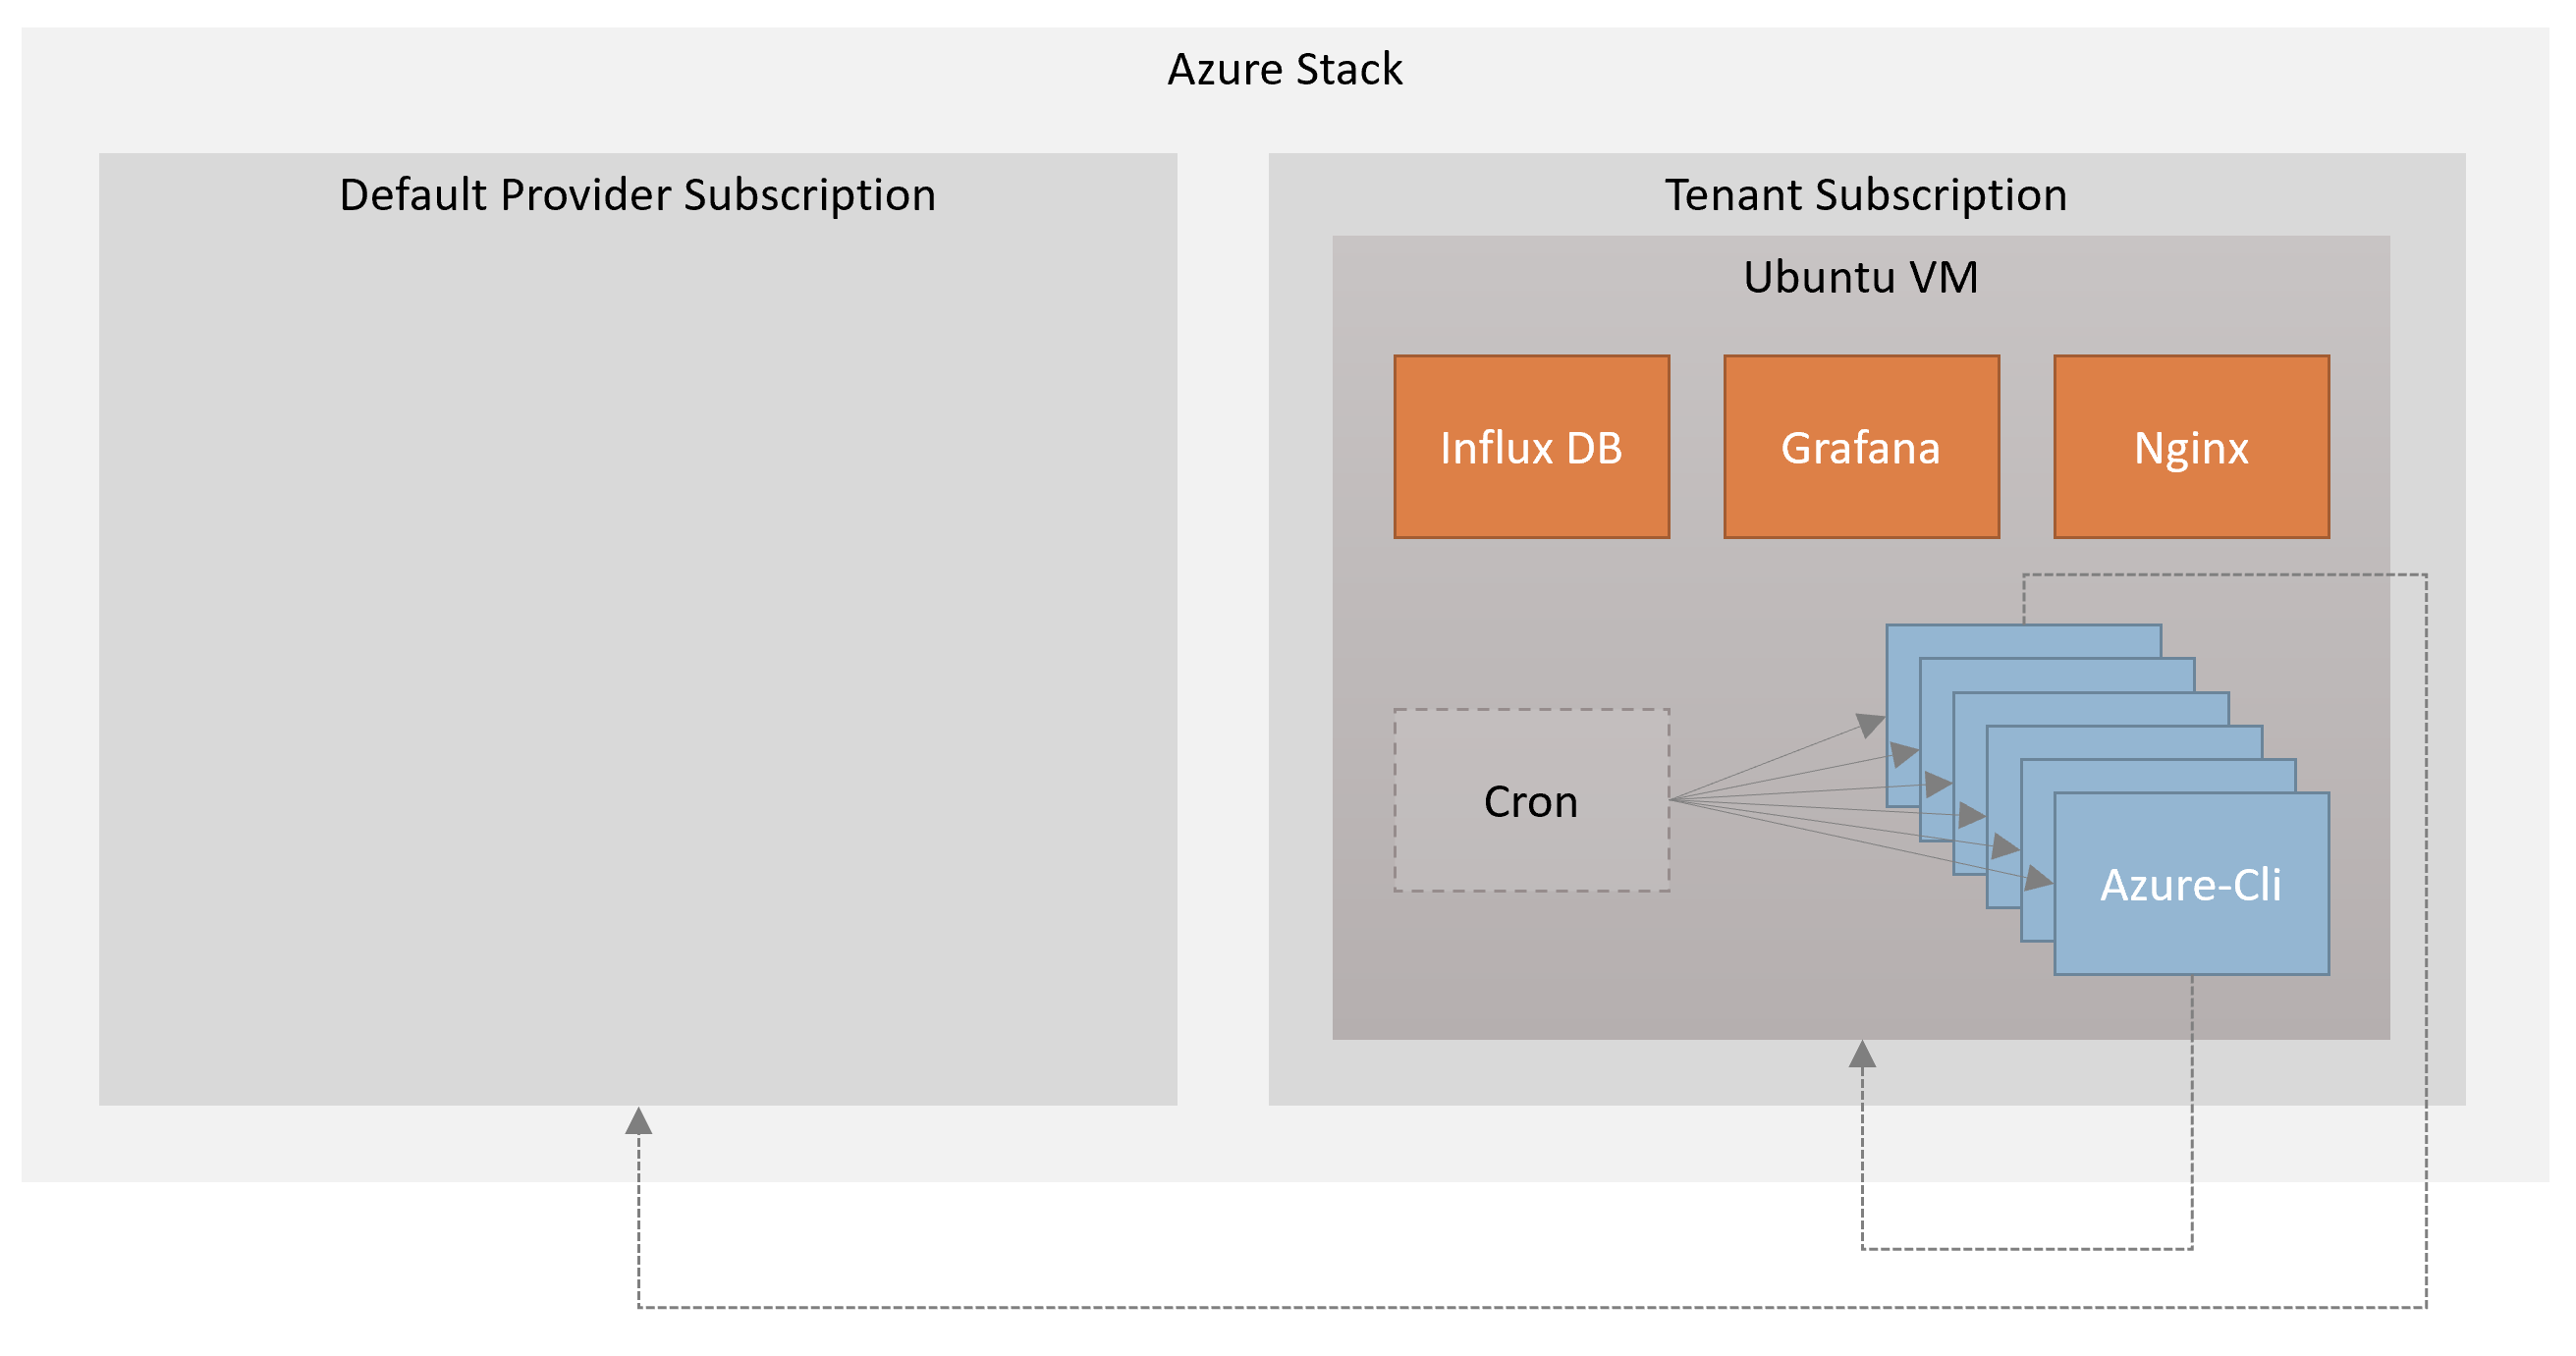 Azure Stack
Default Provider Subscription
Tenant Subscription
Ubuntu VM
Influx DB
Grafana
Nginx
Cron
Azure-Cli